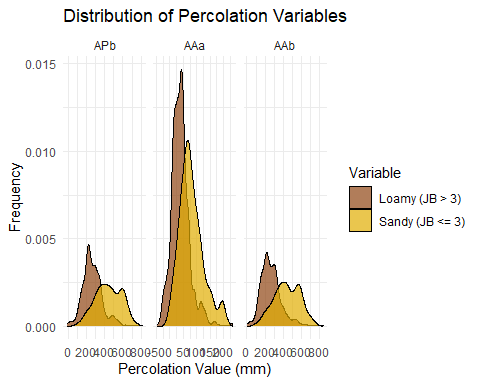 Distribution of Percolation Variables
APb AAa AAb
0.015
0.010
0.005
0.000
Frequency
0 200400600800 0 200400600800
Percolation Value (mm)
Variable
Loamy (JB > 3)
Sandy (JB <= 3)